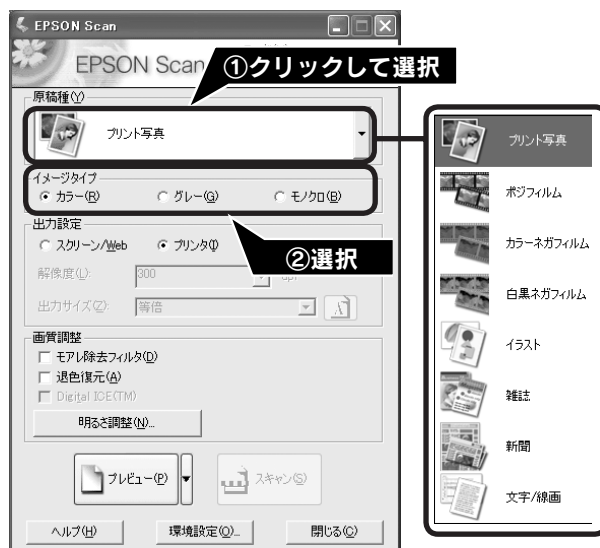 EPSON Scan
EPSON Scan
①クリックして選択
原稿種(Y)
プリント写真
イメージタイプ
カラー(R) グレー(G) モノクロ(B)
出力設定
スクリーン/Web プリンタ(I)
②選択
解像度(L): 300
出力サイズ(Z): 等倍
画質調整
モアレ除去フィルタ(D)
退色復元(A)
Digital ICE(TM)
明るさ調整(N)...
プレビュー(P) スキャン(S)
ヘルプ(H) 環境設定(O)... 閉じる(C)
プリント写真
ポジフィルム
カラーネガフィルム
白黒ネガフィルム
イラスト
雑誌
新聞
文字/線画